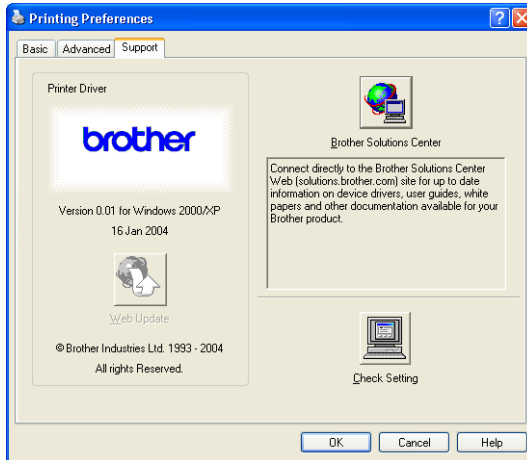 Printing Preferences
Basic
Advanced
Support
Printer Driver
brother
Version 0.01 for Windows 2000/XP
16 Jan 2004
Web Update
© Brother Industries Ltd. 1993 - 2004
All rights Reserved.
Brother Solutions Center
Connect directly to the Brother Solutions Center
Web (solutions.brother.com) site for up to date
information on device drivers, user guides, white
papers and other documentation available for your
Brother product.
Check Setting
OK
Cancel
Help